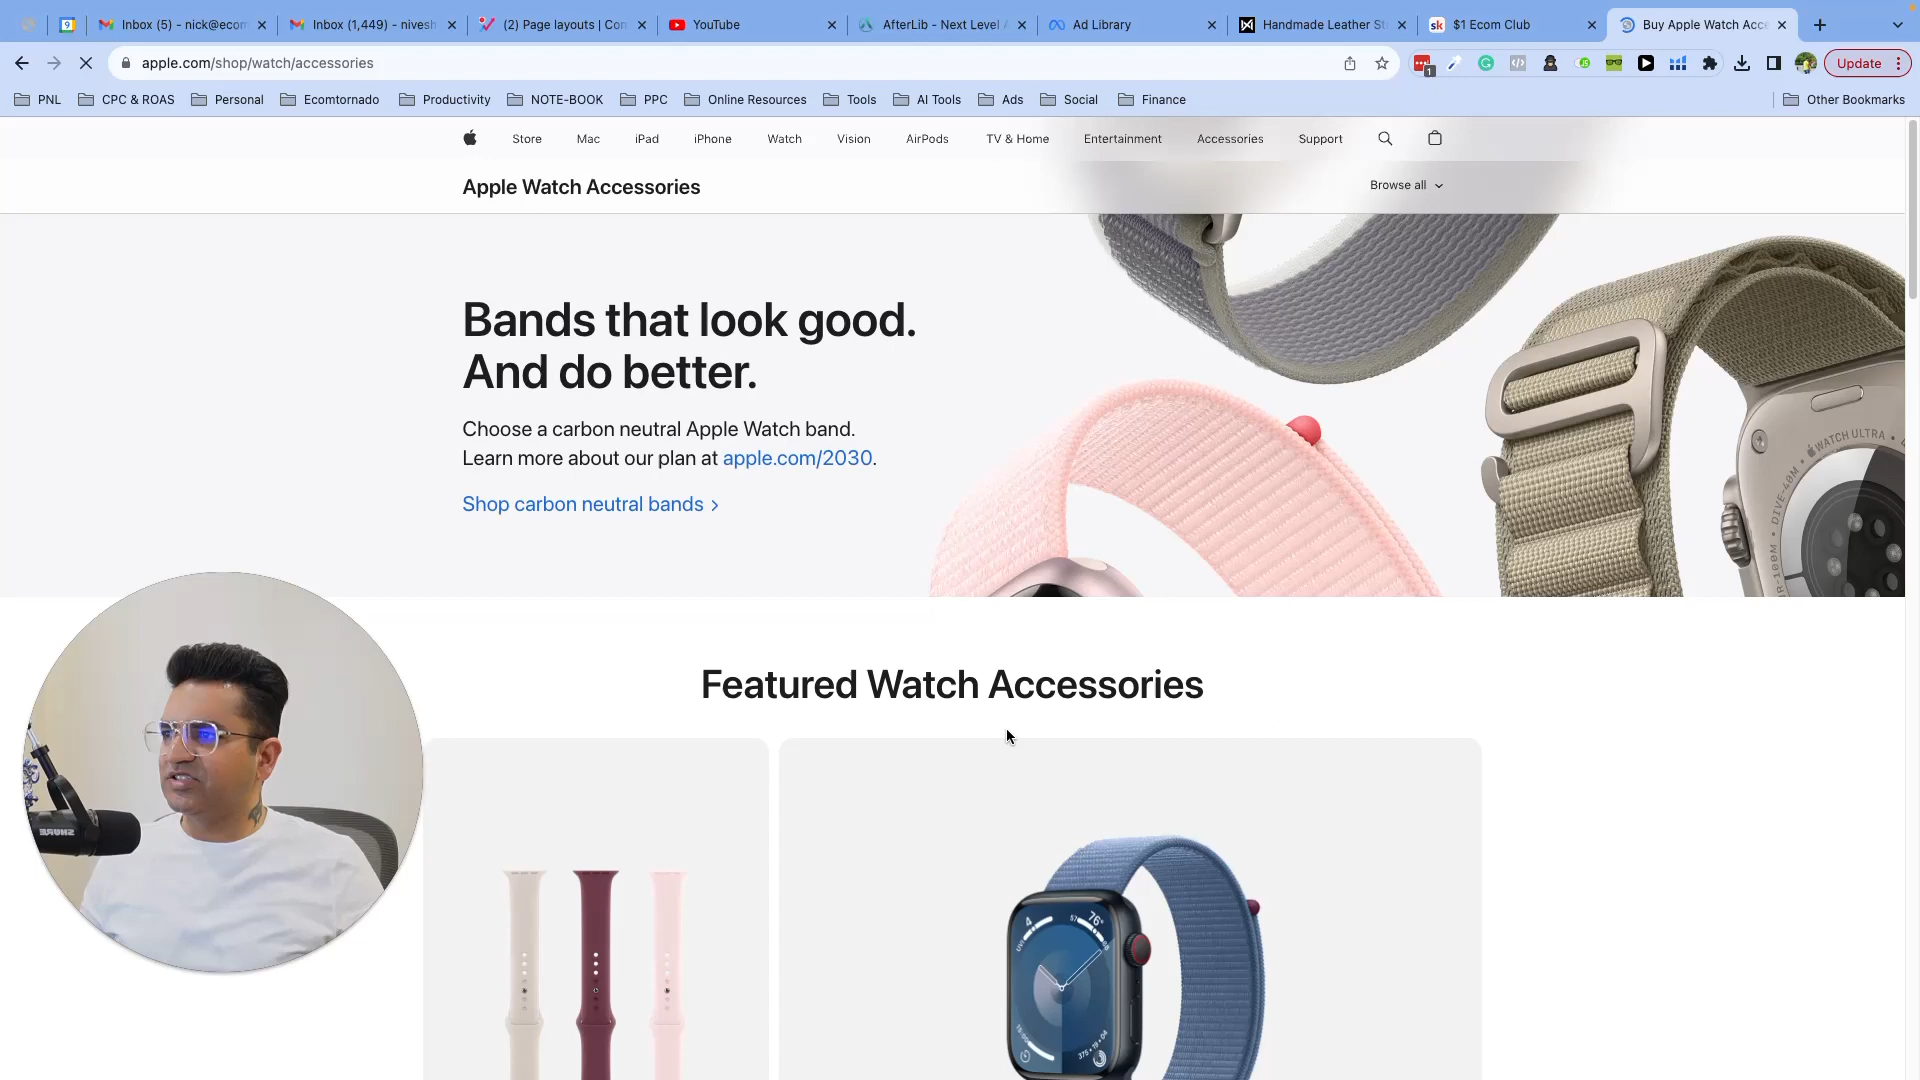 Inbox (5) - nick@ecom
Inbox (1,449) - nivesh
(2) Page layouts | Con
YouTube
AfterLib - Next Level A
Ad Library
Handmade Leather St
$1 Ecom Club
Buy Apple Watch Acce
apple.com/shop/watch/accessories
1
Update
PNL
CPC & ROAS
Personal
Ecomtornado
Productivity
NOTE-BOOK
PPC
Online Resources
Tools
AI Tools
Ads
Social
Finance
Other Bookmarks
Store
Mac
iPad
iPhone
Watch
Vision
AirPods
TV & Home
Entertainment
Accessories
Support
Apple Watch Accessories
Browse all
Bands that look good.
And do better.
Choose a carbon neutral Apple Watch band.
Learn more about our plan at apple.com/2030.
Shop carbon neutral bands >
WATCH ULTRA •
DIVE-40M
SHURE
Featured Watch Accessories